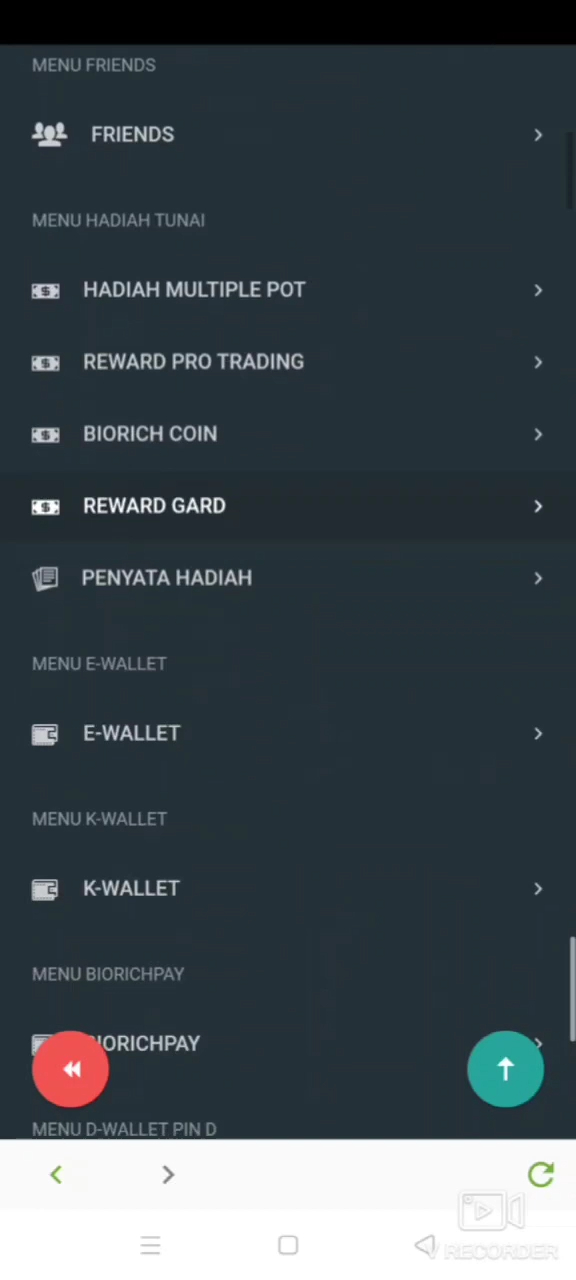 MENU FRIENDS
FRIENDS
MENU HADIAH TUNAI
HADIAH MULTIPLE POT
REWARD PRO TRADING
BIORICH COIN
REWARD GARD
PENYATA HADIAH
MENU E-WALLET
E-WALLET
MENU K-WALLET
K-WALLET
MENU BIORICHPAY
BIORICHPAY
MENU D-WALLET PIN D
RECORDER